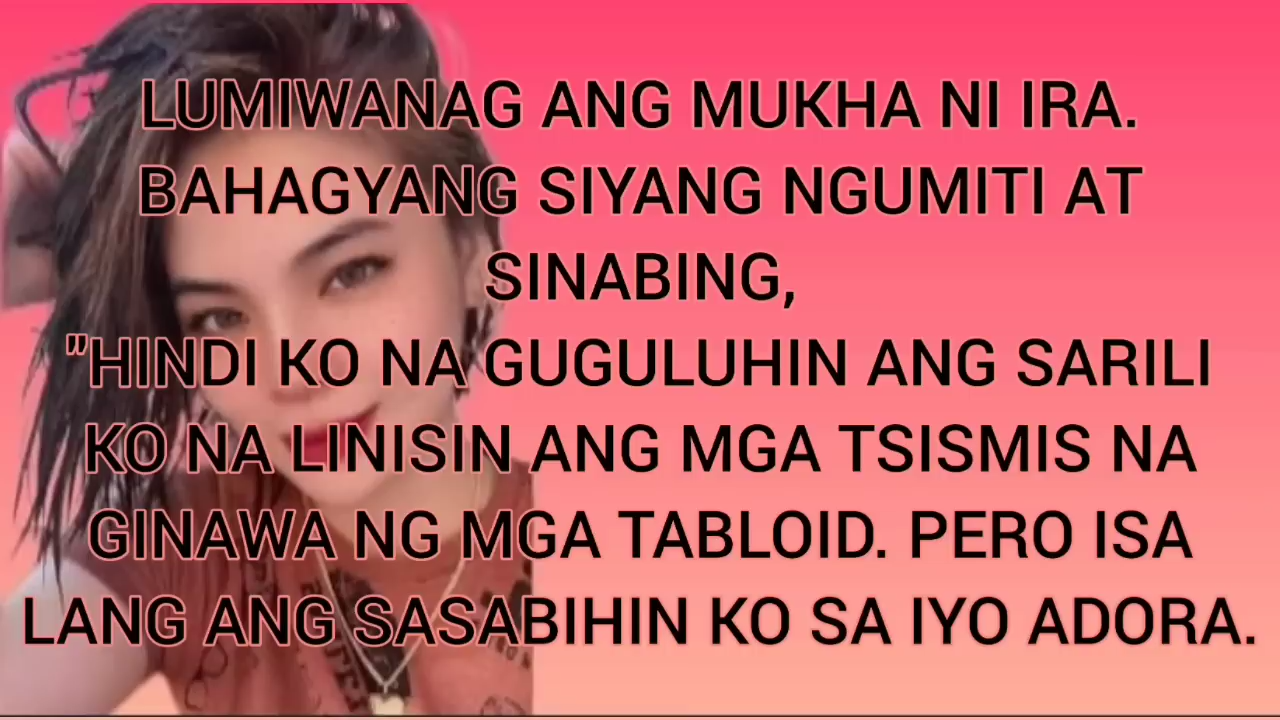 LUMIWANAG ANG MUKHA NI IRA.
BAHAGYANG SIYANG NGUMITI AT
SINABING,
"HINDI KO NA GUGULUHIN ANG SARILI
KO NA LINISIN ANG MGA TSISMIS NA
GINAWA NG MGA TABLOID. PERO ISA
LANG ANG SASABIHIN KO SA IYO ADORA.